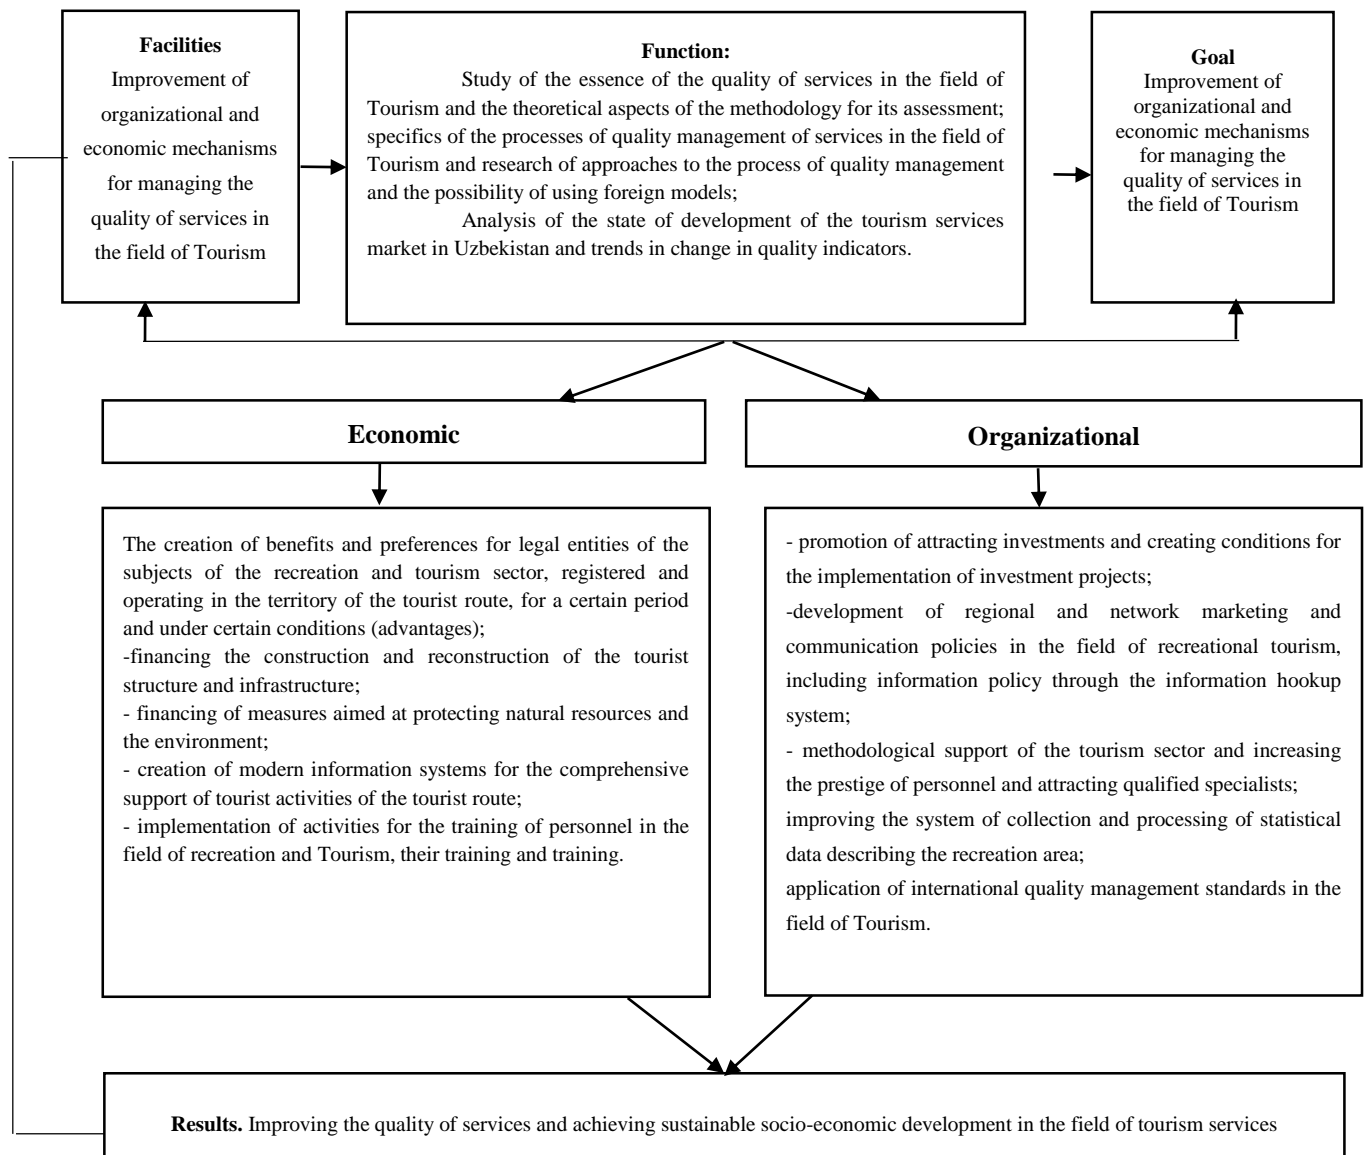 Facilities
Improvement of
organizational and
economic mechanisms
for managing the
quality of services in
the field of Tourism
Function:
Study of the essence of the quality of services in the field of
Tourism and the theoretical aspects of the methodology for its assessment;
specifics of the processes of quality management of services in the field of
Tourism and research of approaches to the process of quality management
and the possibility of using foreign models;
Analysis of the state of development of the tourism services
market in Uzbekistan and trends in change in quality indicators.
Goal
Improvement of
organizational and
economic mechanisms
for managing the
quality of services in
the field of Tourism
Economic
Organizational
The creation of benefits and preferences for legal entities of the
subjects of the recreation and tourism sector, registered and
operating in the territory of the tourist route, for a certain period
and under certain conditions (advantages);
-financing the construction and reconstruction of the tourist
structure and infrastructure;
- financing of measures aimed at protecting natural resources and
the environment;
- creation of modern information systems for the comprehensive
support of tourist activities of the tourist route;
- implementation of activities for the training of personnel in the
field of recreation and Tourism, their training and training.
- promotion of attracting investments and creating conditions for
the implementation of investment projects;
-development of regional and network marketing and
communication policies in the field of recreational tourism,
including information policy through the information hookup
system;
- methodological support of the tourism sector and increasing
the prestige of personnel and attracting qualified specialists;
improving the system of collection and processing of statistical
data describing the recreation area;
application of international quality management standards in the
field of Tourism.
Results. Improving the quality of services and achieving sustainable socio-economic development in the field of tourism services